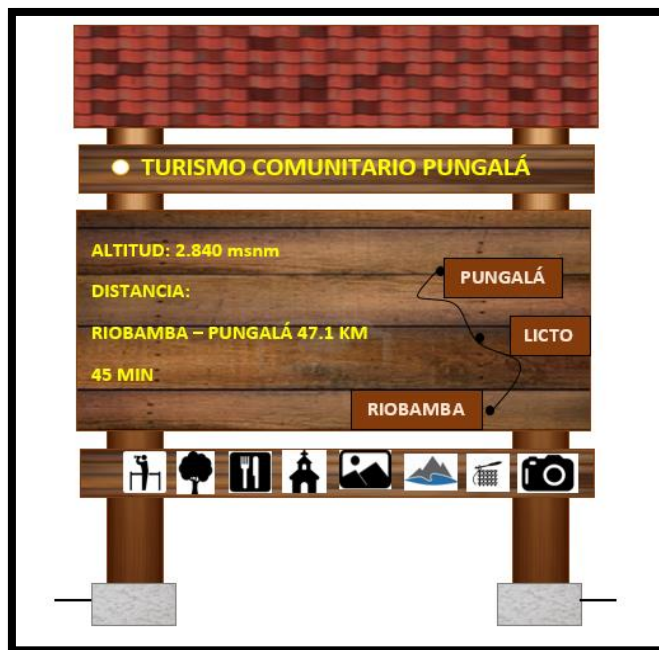 TURISMO COMUNITARIO PUNGALÁ
ALTITUD: 2.840 msnm
DISTANCIA:
RIOBAMBA – PUNGALÁ 47.1 KM
45 MIN
PUNGALÁ
LICTO
RIOBAMBA